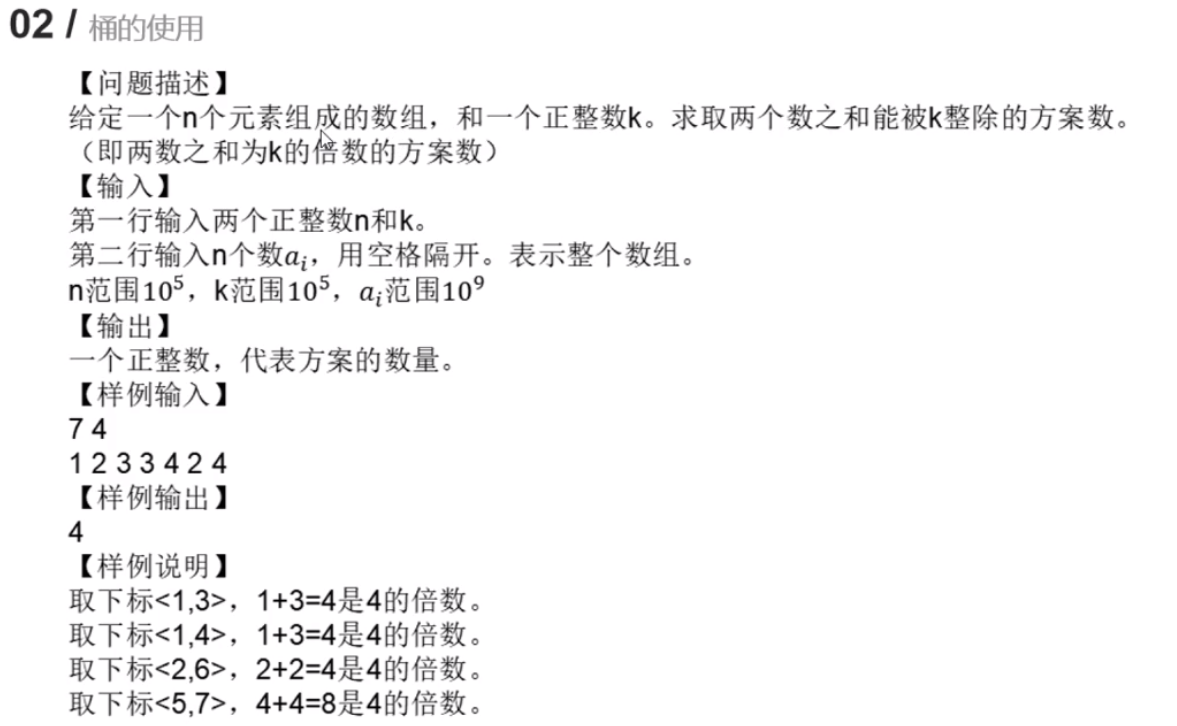 02 / 桶的使用
【问题描述】
给定一个n个元素组成的数组，和一个正整数k。求取两个数之和能被k整除的方案数。
（即两数之和为k的倍数的方案数）
【输入】
第一行输入两个正整数n和k。
第二行输入n个数aᵢ，用空格隔开。表示整个数组。
n范围10⁵，k范围10⁵，aᵢ范围10⁹
【输出】
一个正整数，代表方案的数量。
【样例输入】
7 4
1 2 3 3 4 2 4
【样例输出】
4
【样例说明】
取下标<1,3>，1+3=4是4的倍数。
取下标<1,4>，1+3=4是4的倍数。
取下标<2,6>，2+2=4是4的倍数。
取下标<5,7>，4+4=8是4的倍数。